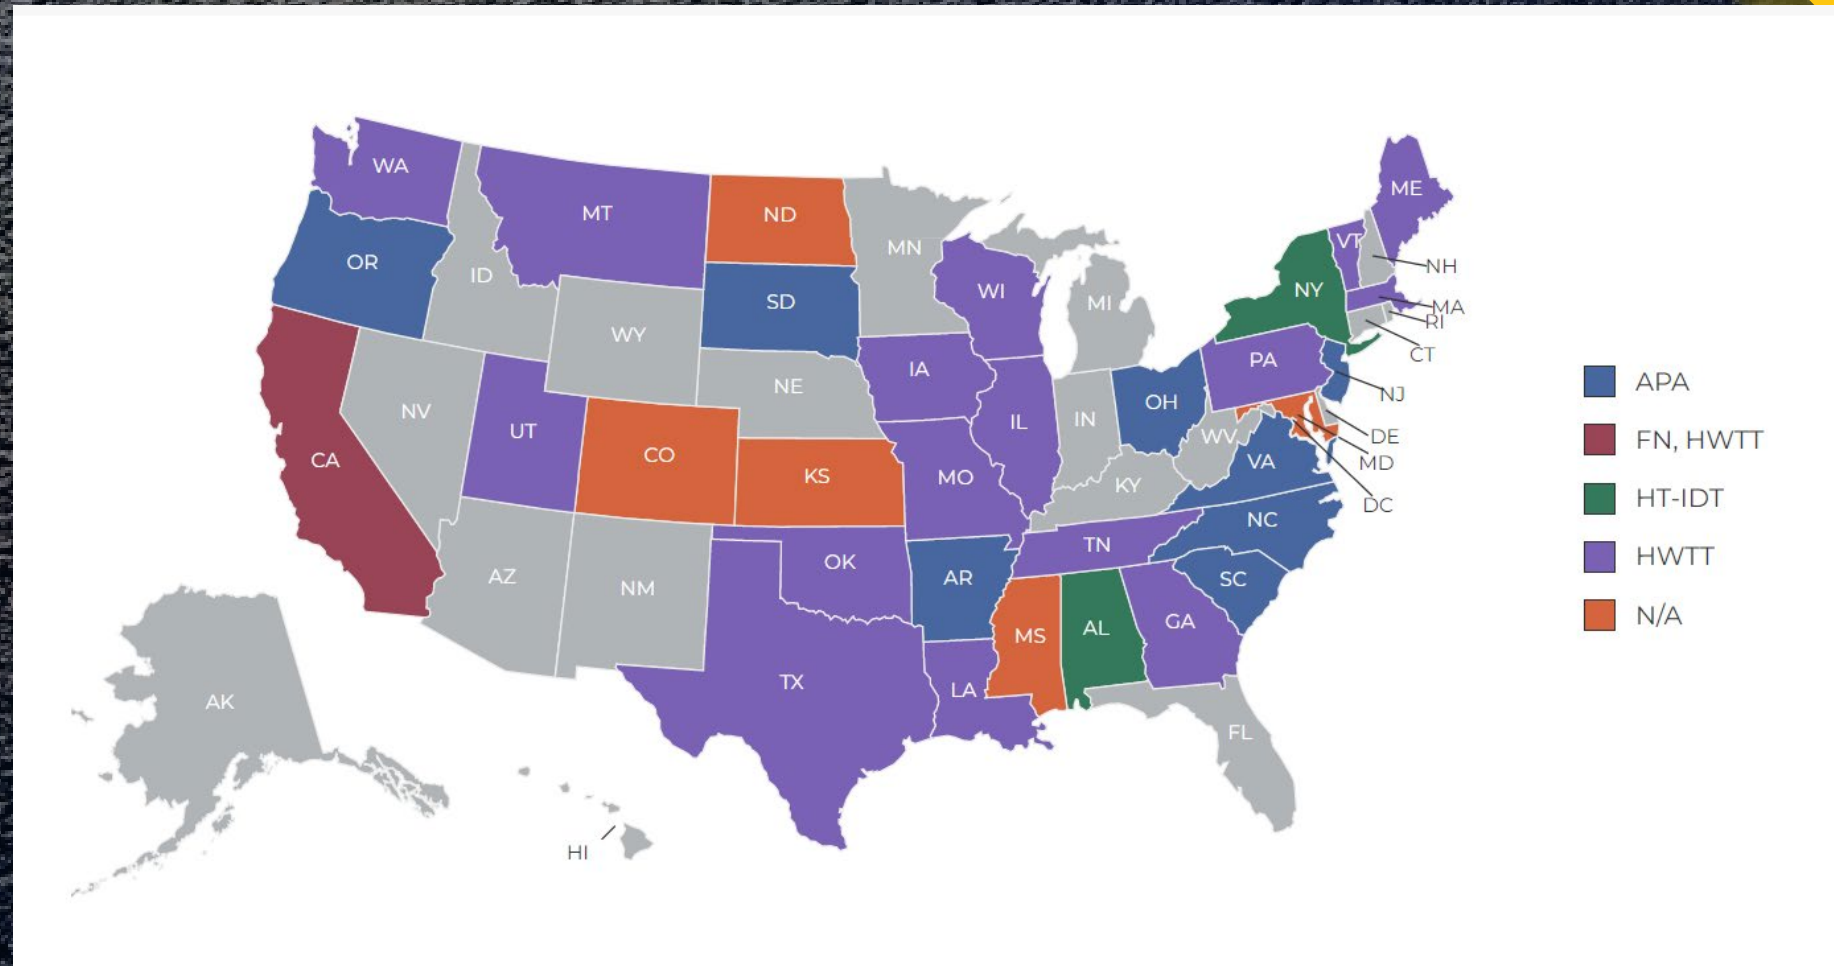 WA
MT
ND
MN
ME
VT
OR
ID
SD
WI
MI
NY
NH
MA
RI
CT
WY
IA
PA
NJ
NE
NV
UT
CO
KS
IL
IN
OH
WV
VA
DE
MD
DC
CA
MO
KY
NC
TN
AZ
NM
OK
AR
SC
MS
AL
GA
TX
LA
FL
AK
HI
APA
FN, HWTT
HT-IDT
HWTT
N/A